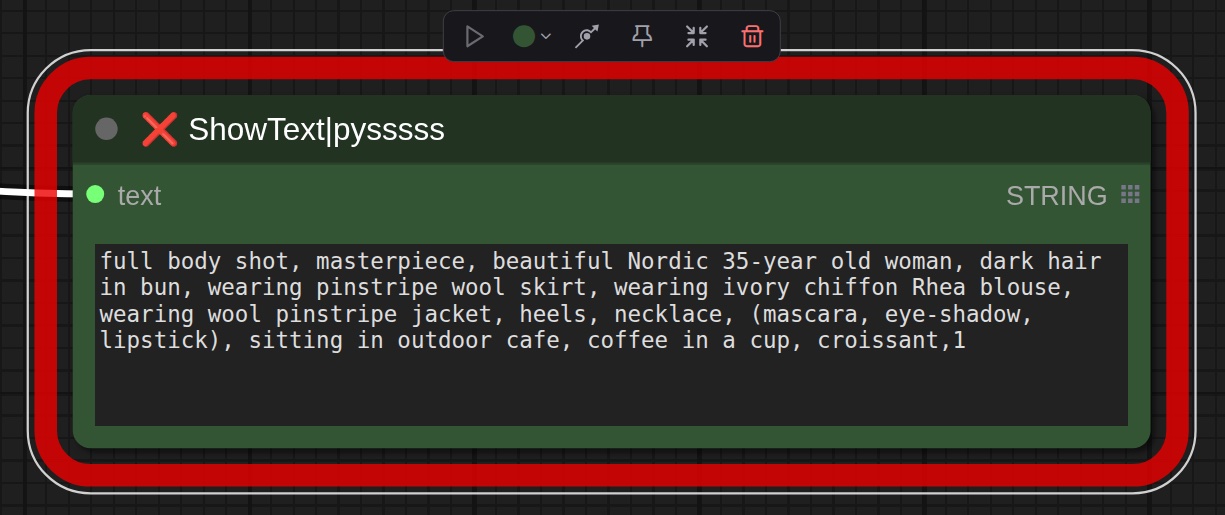 ❌ ShowText|pysssss
text
STRING
full body shot, masterpiece, beautiful Nordic 35-year old woman, dark hair
in bun, wearing pinstripe wool skirt, wearing ivory chiffon Rhea blouse,
wearing wool pinstripe jacket, heels, necklace, (mascara, eye-shadow,
lipstick), sitting in outdoor cafe, coffee in a cup, croissant,1